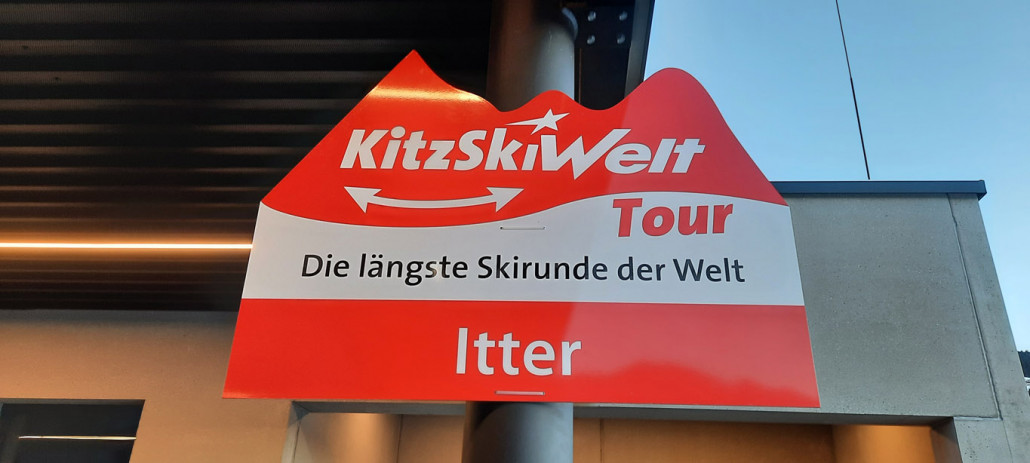 KitzSkiWelt
Tour
Die längste Skirunde der Welt
Itter